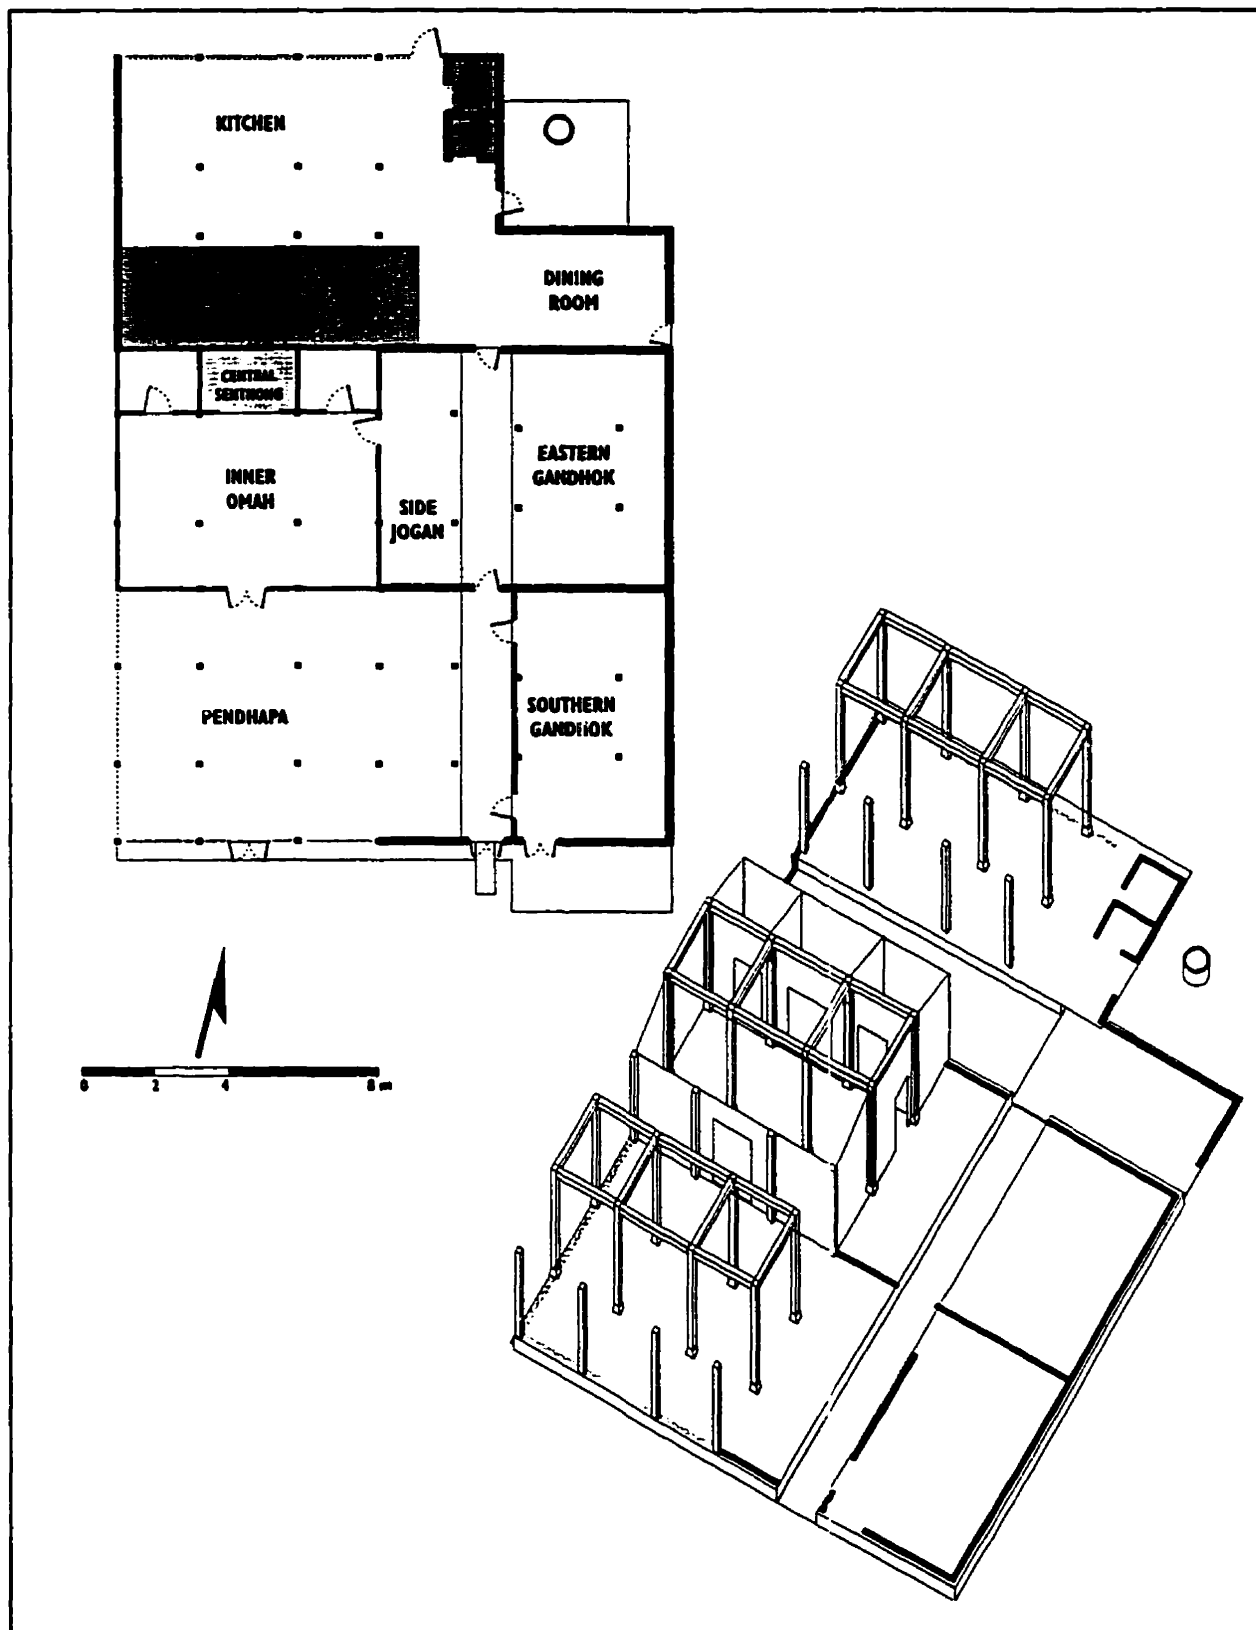 KITCHEN
DINING
ROOM
CENTRAL
SENTHONG
INNER
OMAH
SIDE
JOGAN
EASTERN
GANDHOK
PENDHAPA
SOUTHERN
GANDHOK
0 2 4 8 m